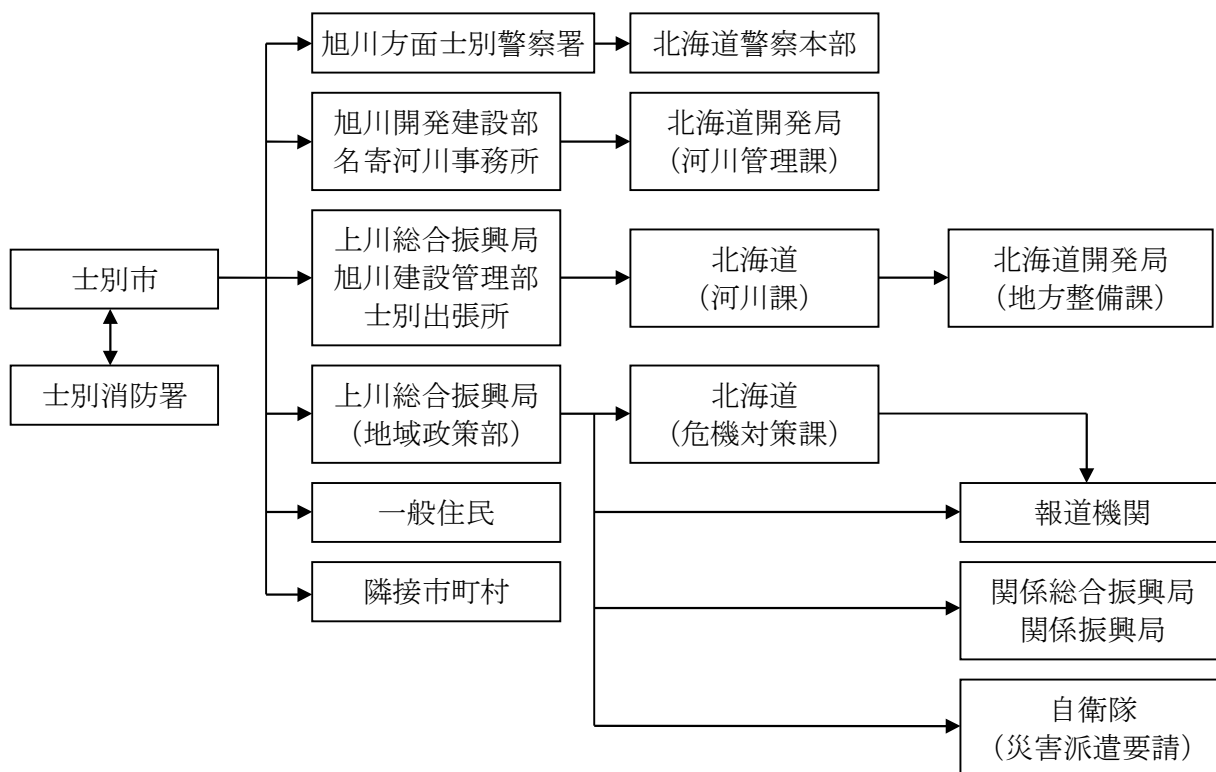 旭川方面士別警察署
北海道警察本部
旭川開発建設部
名寄河川事務所
北海道開発局
（河川管理課）
士別市
上川総合振興局
旭川建設管理部
士別出張所
北海道
（河川課）
北海道開発局
（地方整備課）
士別消防署
上川総合振興局
（地域政策部）
北海道
（危機対策課）
一般住民
報道機関
隣接市町村
関係総合振興局
関係振興局
自衛隊
（災害派遣要請）